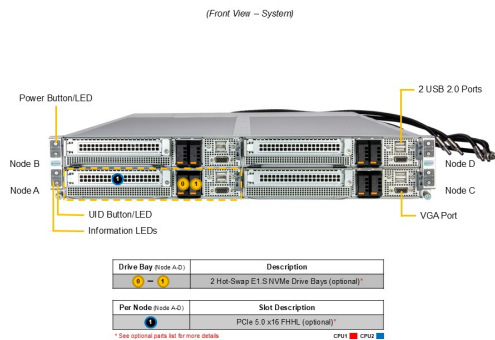 (Front View – System)
2 USB 2.0 Ports
Power Button/LED
Node B
Node D
Node A
Node C
1
0 1
UID Button/LED
VGA Port
Information LEDs
Drive Bay (Node A-D) Description
0 – 1 2 Hot-Swap E1.S NVMe Drive Bays (optional)*
Per Node (Node A-D) Slot Description
1 PCIe 5.0 x16 FHHL (optional)*
* See optional parts list for more details CPU1 CPU2